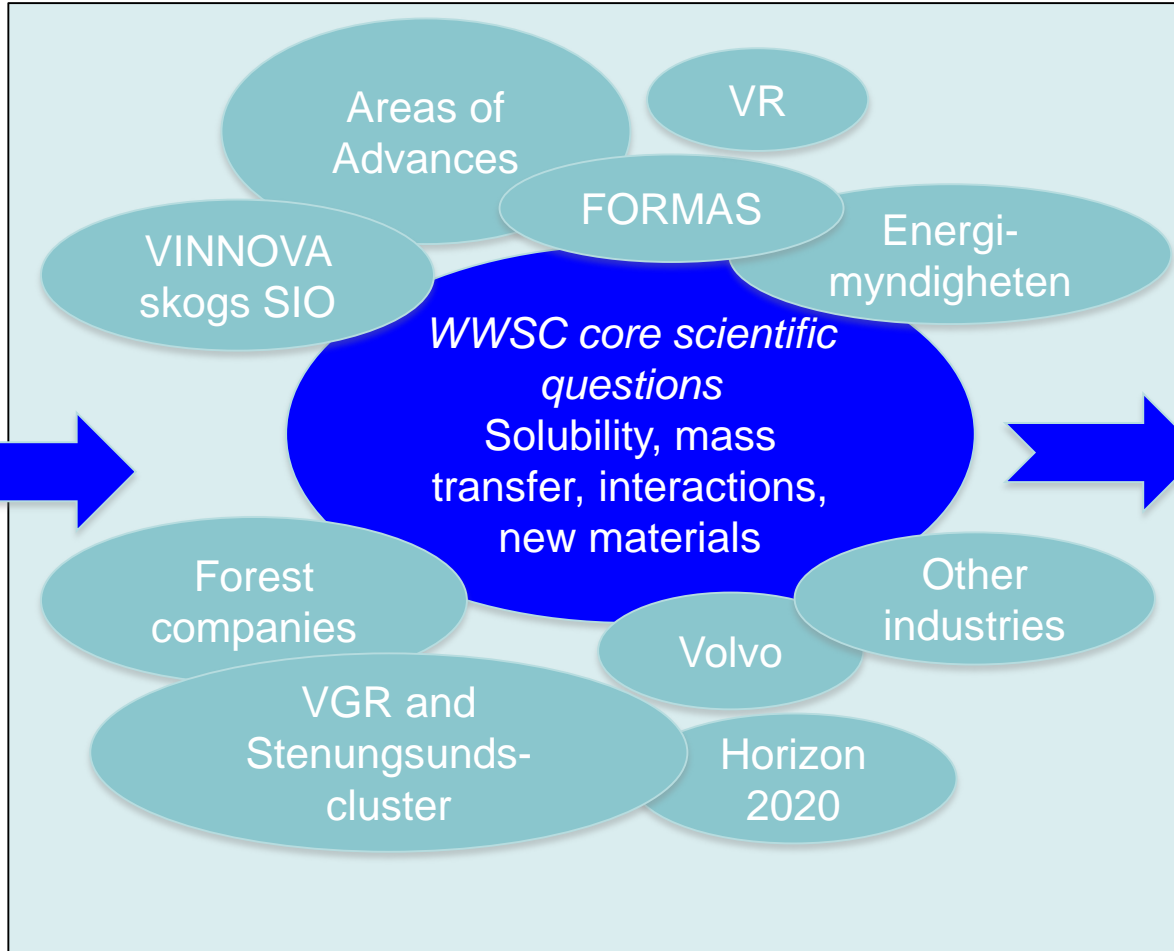 Areas of
Advances
VR
FORMAS
VINNOVA
skogs SIO
Energi-
myndigheten
WWSC core scientific
questions
Solubility, mass
transfer, interactions,
new materials
Forest
companies
Other
industries
Volvo
VGR and
Stenungsunds-
cluster
Horizon
2020